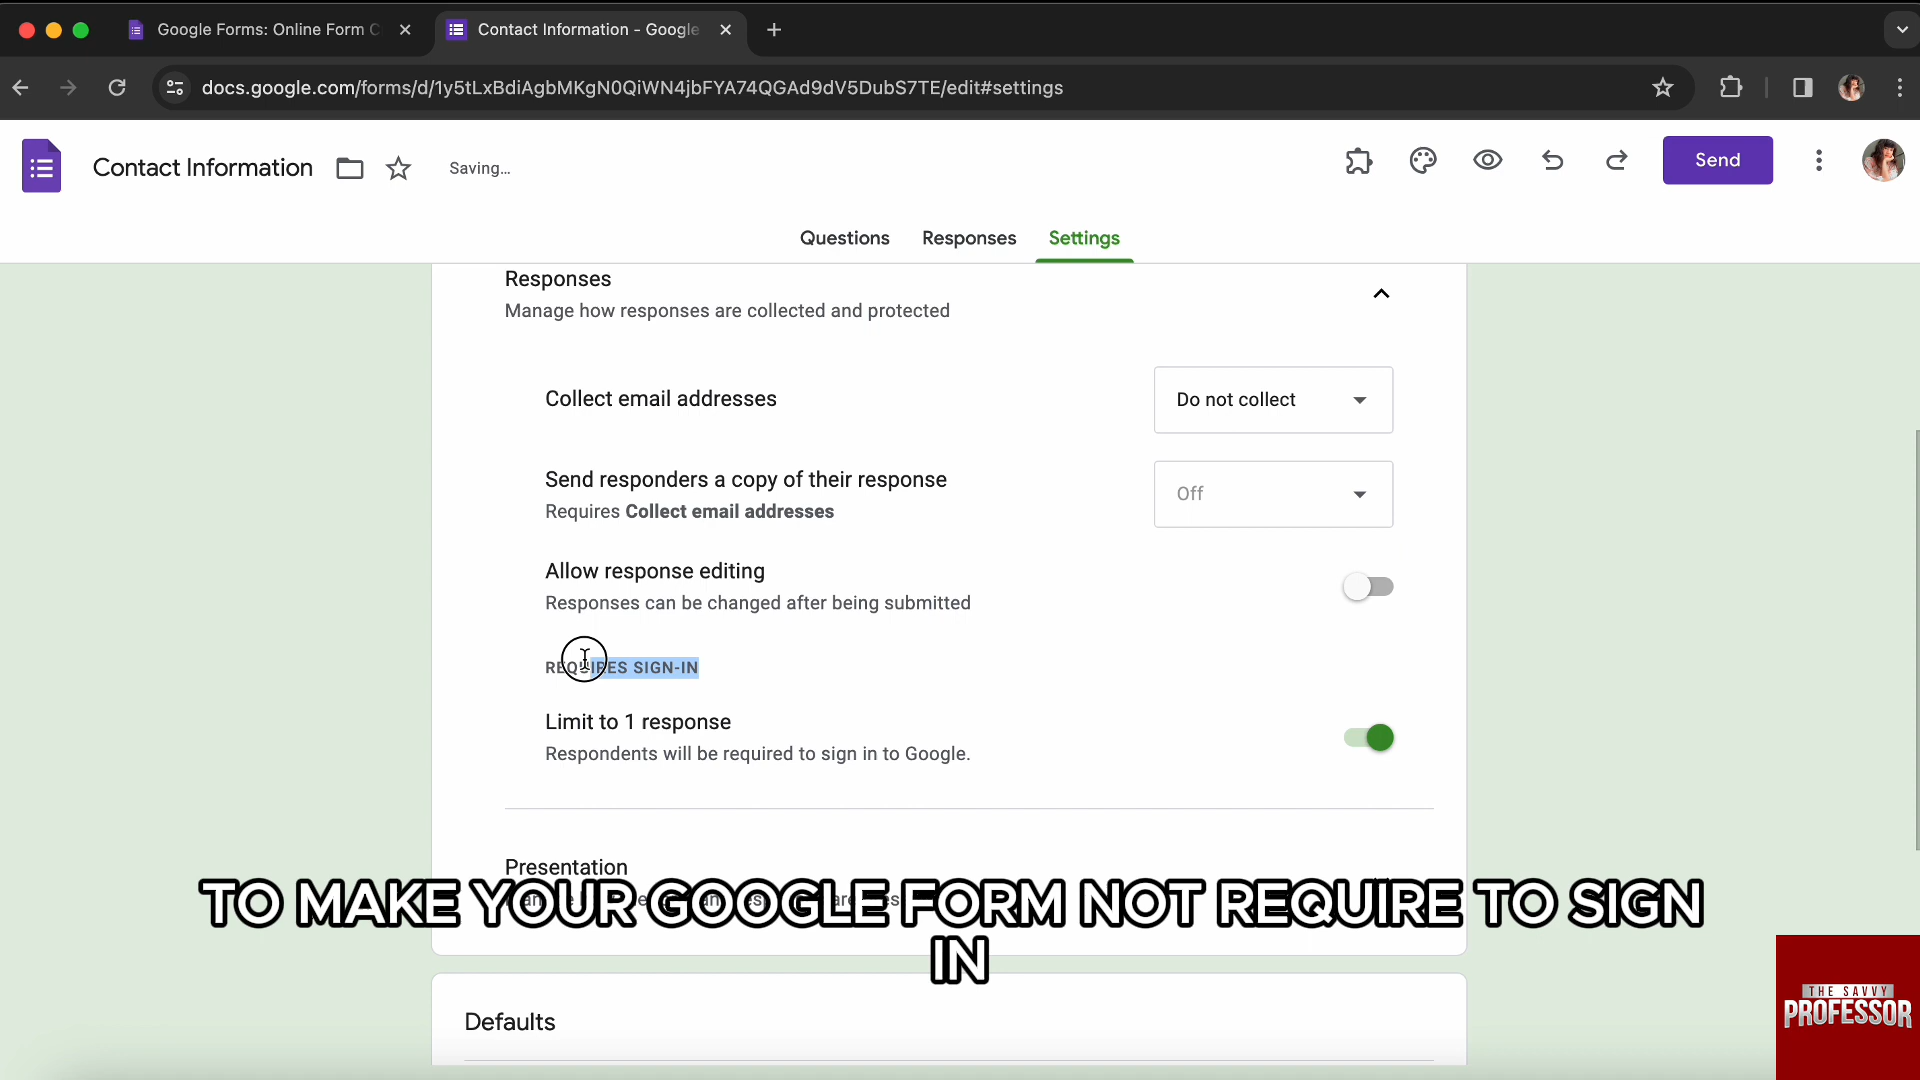 Google Forms: Online Form C
Contact Information - Google
docs.google.com/forms/d/1y5tLxBdiAgbMKgN0QiWN4jbFYA74QGAd9dV5DubS7TE/edit#settings
Contact Information
Saving...
Send
Questions
Responses
Settings
Responses
Manage how responses are collected and protected
Collect email addresses
Do not collect
Send responders a copy of their response
Requires Collect email addresses
Off
Allow response editing
Responses can be changed after being submitted
REQUIRES SIGN-IN
Limit to 1 response
Respondents will be required to sign in to Google.
Presentation
TO MAKE YOUR GOOGLE FORM NOT REQUIRE TO SIGN
IN
Defaults
THE SAVVY
PROFESSOR